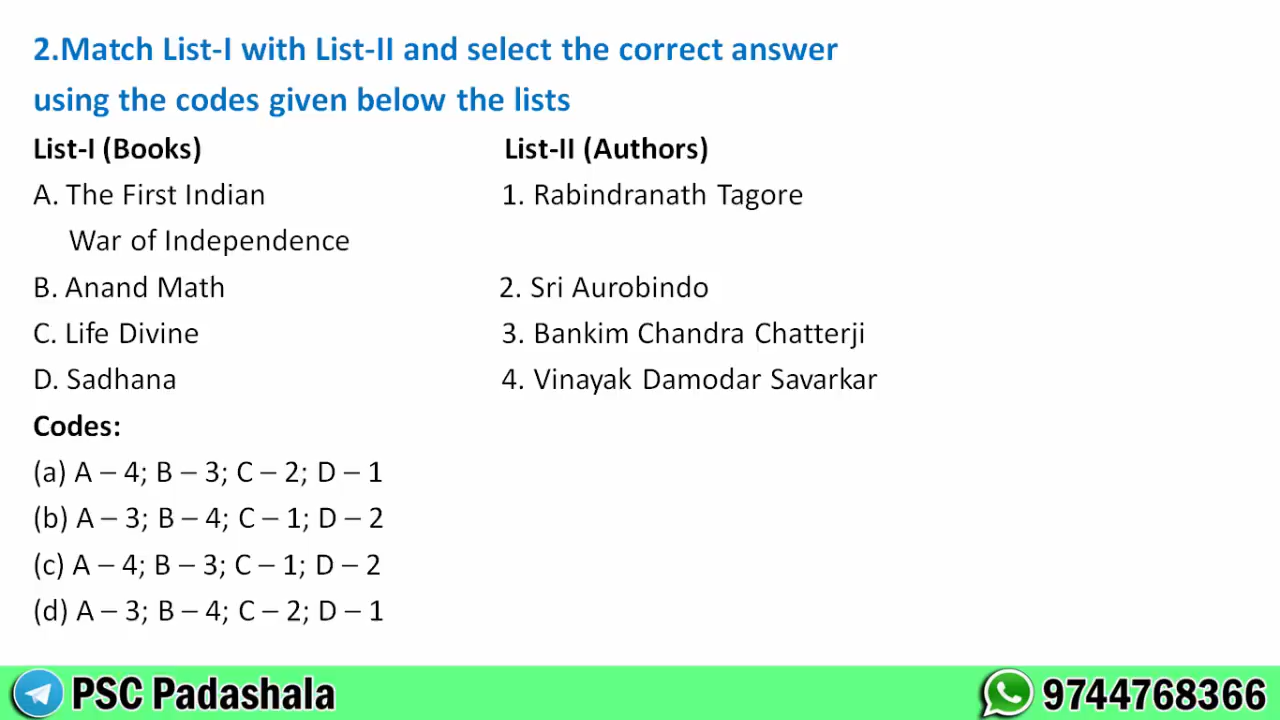 2.Match List-I with List-II and select the correct answer
using the codes given below the lists
List-I (Books) List-II (Authors)
A. The First Indian 1. Rabindranath Tagore
War of Independence
B. Anand Math 2. Sri Aurobindo
C. Life Divine 3. Bankim Chandra Chatterji
D. Sadhana 4. Vinayak Damodar Savarkar
Codes:
(a) A – 4; B – 3; C – 2; D – 1
(b) A – 3; B – 4; C – 1; D – 2
(c) A – 4; B – 3; C – 1; D – 2
(d) A – 3; B – 4; C – 2; D – 1
PSC Padashala 9744768366